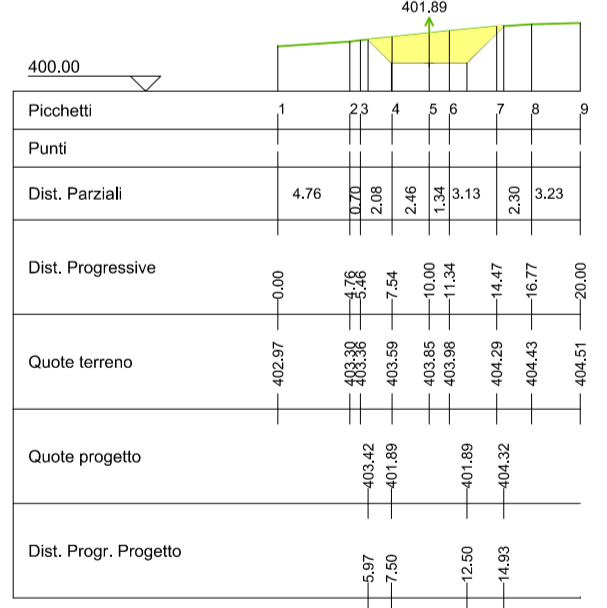 401.89
400.00
Picchetti 1 2 3 4 5 6 7 8 9
Punti
Dist. Parziali 4.76 0.70 2.08 2.46 1.34 3.13 2.30 3.23
Dist. Progressive 0.00 4.76 5.46 7.54 10.00 11.34 14.47 16.77 20.00
Quote terreno 402.97 403.30 403.36 403.59 403.85 403.98 404.29 404.43 404.51
Quote progetto 403.42 401.89 401.89 404.32
Dist. Progr. Progetto 5.97 7.50 12.50 14.93